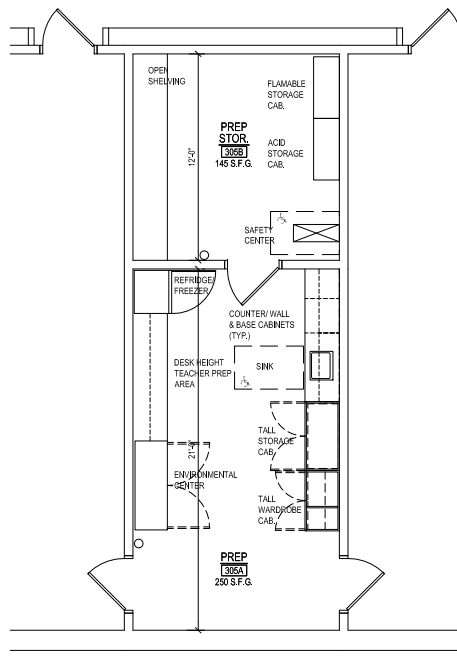 OPEN
SHELVING
FLAMABLE
STORAGE
CAB.
PREP
STOR.
305B
145 S.F.G.
ACID
STORAGE
CAB.
12'-0"
SAFETY
CENTER
REFRIDGE/
FREEZER
COUNTER/ WALL
& BASE CABINETS
(TYP.)
DESK HEIGHT
TEACHER PREP
AREA
SINK
21'-0"
TALL
STORAGE
CAB.
ENVIRONMENTAL
CENTER
TALL
WARDROBE
CAB.
PREP
305A
250 S.F.G.